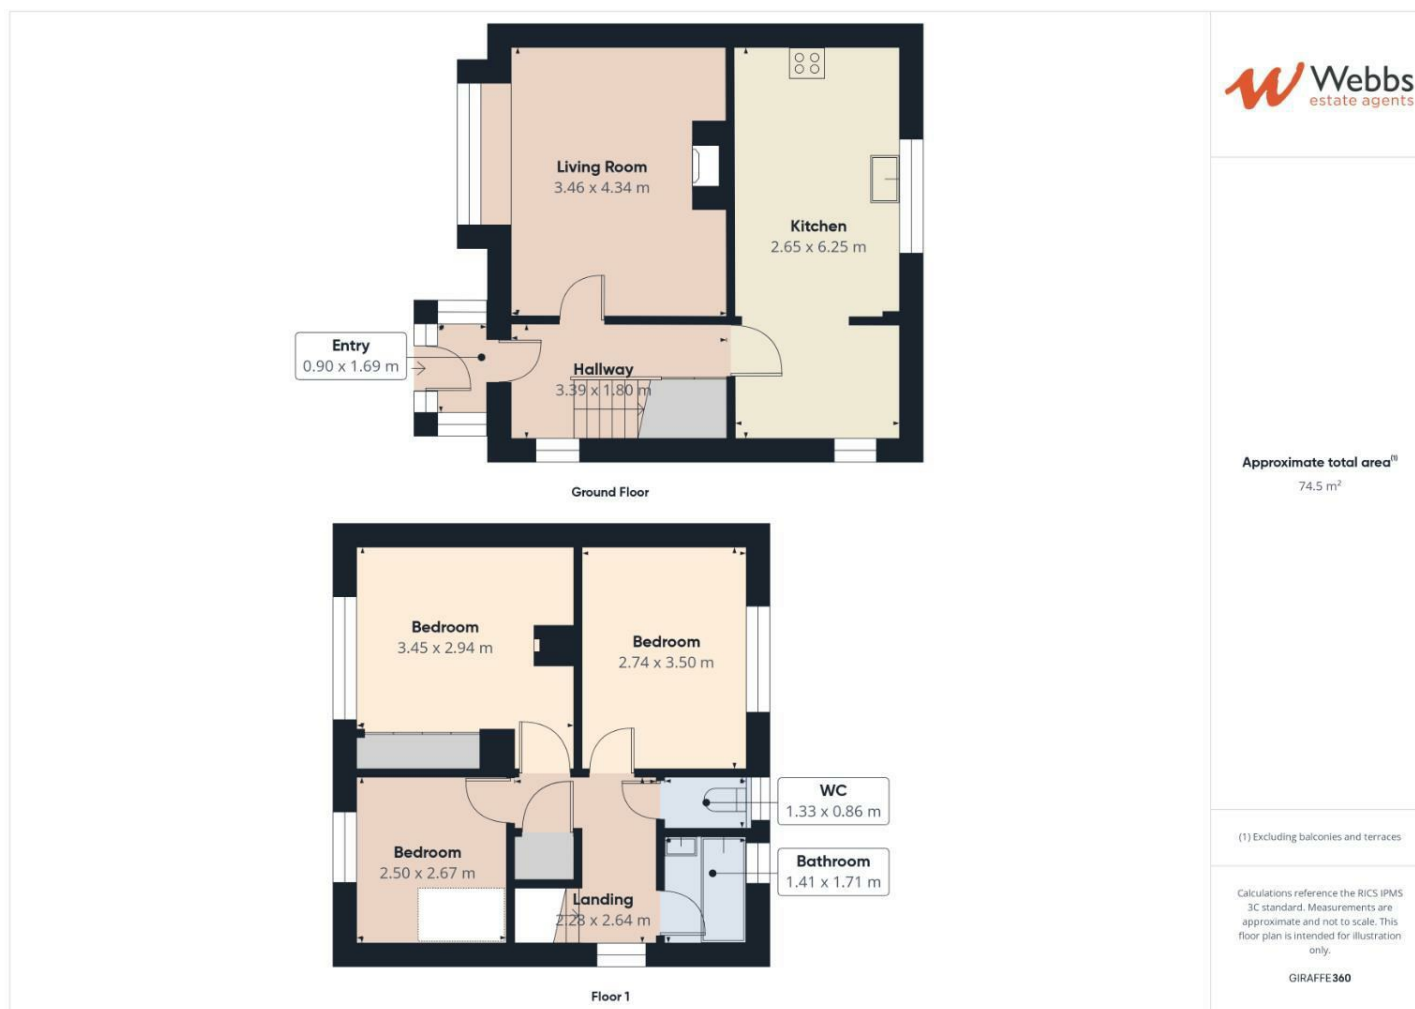 Living Room
3.46 x 4.34 m
Kitchen
2.65 x 6.25 m
Entry
0.90 x 1.69 m
Hallway
3.39 x 1.80 m
Ground Floor
Bedroom
3.45 x 2.94 m
Bedroom
2.74 x 3.50 m
WC
1.33 x 0.86 m
Bedroom
2.50 x 2.67 m
Bathroom
1.41 x 1.71 m
Landing
2.28 x 2.64 m
Floor 1
Webbs
estate agents
Approximate total area(1)
74.5 m²
(1) Excluding balconies and terraces
Calculations reference the RICS IPMS
3C standard. Measurements are
approximate and not to scale. This
floor plan is intended for illustration
only.
GIRAFFE360